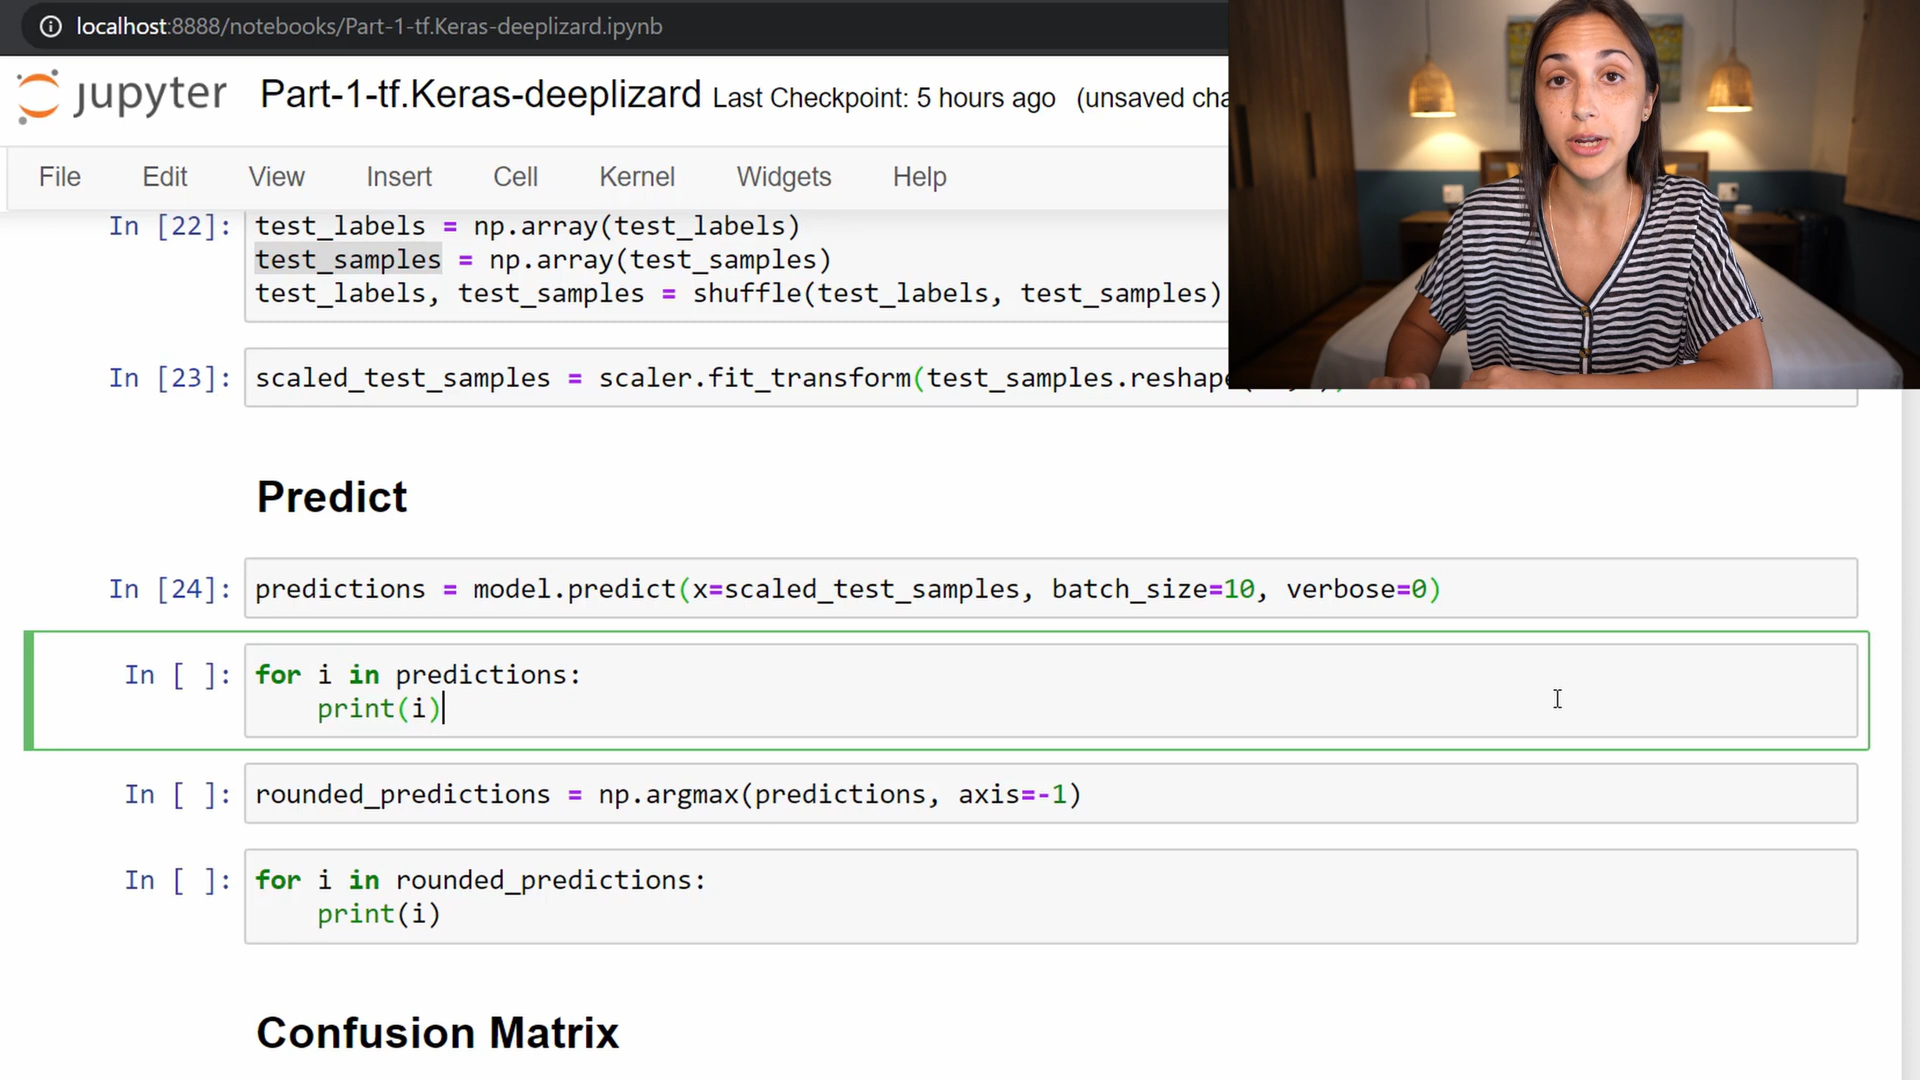 localhost:8888/notebooks/Part-1-tf.Keras-deeplizard.ipynb
jupyter Part-1-tf.Keras-deeplizard Last Checkpoint: 5 hours ago (unsaved cha
File Edit View Insert Cell Kernel Widgets Help
In [22]: test_labels = np.array(test_labels)
test_samples = np.array(test_samples)
test_labels, test_samples = shuffle(test_labels, test_samples)
In [23]: scaled_test_samples = scaler.fit_transform(test_samples.reshape
Predict
In [24]: predictions = model.predict(x=scaled_test_samples, batch_size=10, verbose=0)
In [ ]: for i in predictions:
print(i)
In [ ]: rounded_predictions = np.argmax(predictions, axis=-1)
In [ ]: for i in rounded_predictions:
print(i)
Confusion Matrix